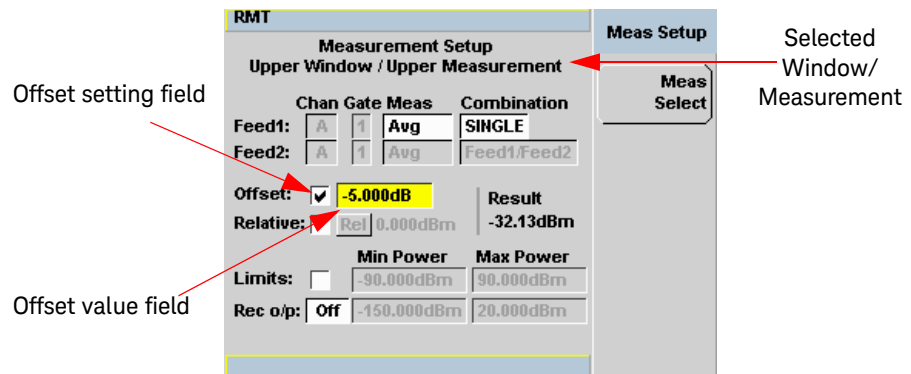 RMT
Measurement Setup
Upper Window / Upper Measurement
Chan Gate Meas Combination
Feed1: A 1 Avg SINGLE
Feed2: A 1 Avg Feed1/Feed2
Offset: -5.000dB
Relative: Rel 0.000dBm
Result
-32.13dBm
Min Power Max Power
Limits: -90.000dBm 90.000dBm
Rec o/p: Off -150.000dBm 20.000dBm
Meas Setup
Meas
Select
Selected
Window/
Measurement
Offset setting field
Offset value field